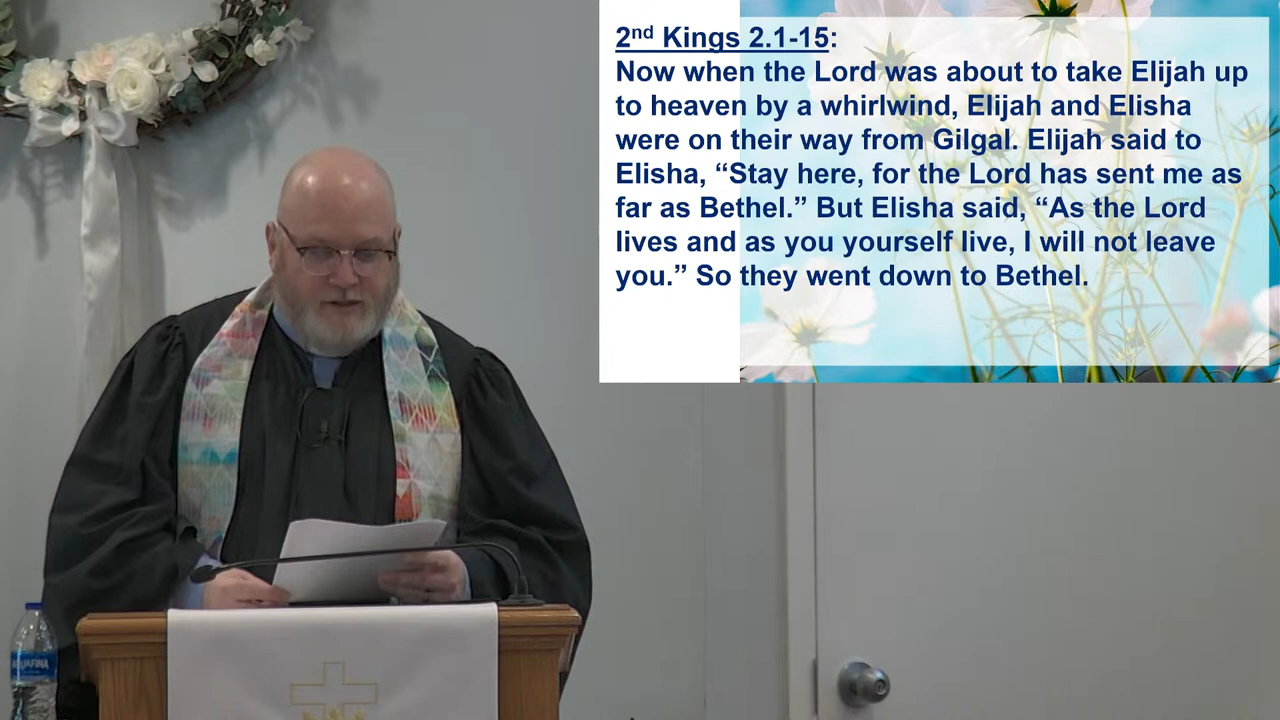 2nd Kings 2.1-15:
Now when the Lord was about to take Elijah up
to heaven by a whirlwind, Elijah and Elisha
were on their way from Gilgal. Elijah said to
Elisha, “Stay here, for the Lord has sent me as
far as Bethel.” But Elisha said, “As the Lord
lives and as you yourself live, I will not leave
you.” So they went down to Bethel.
AQUAFINA